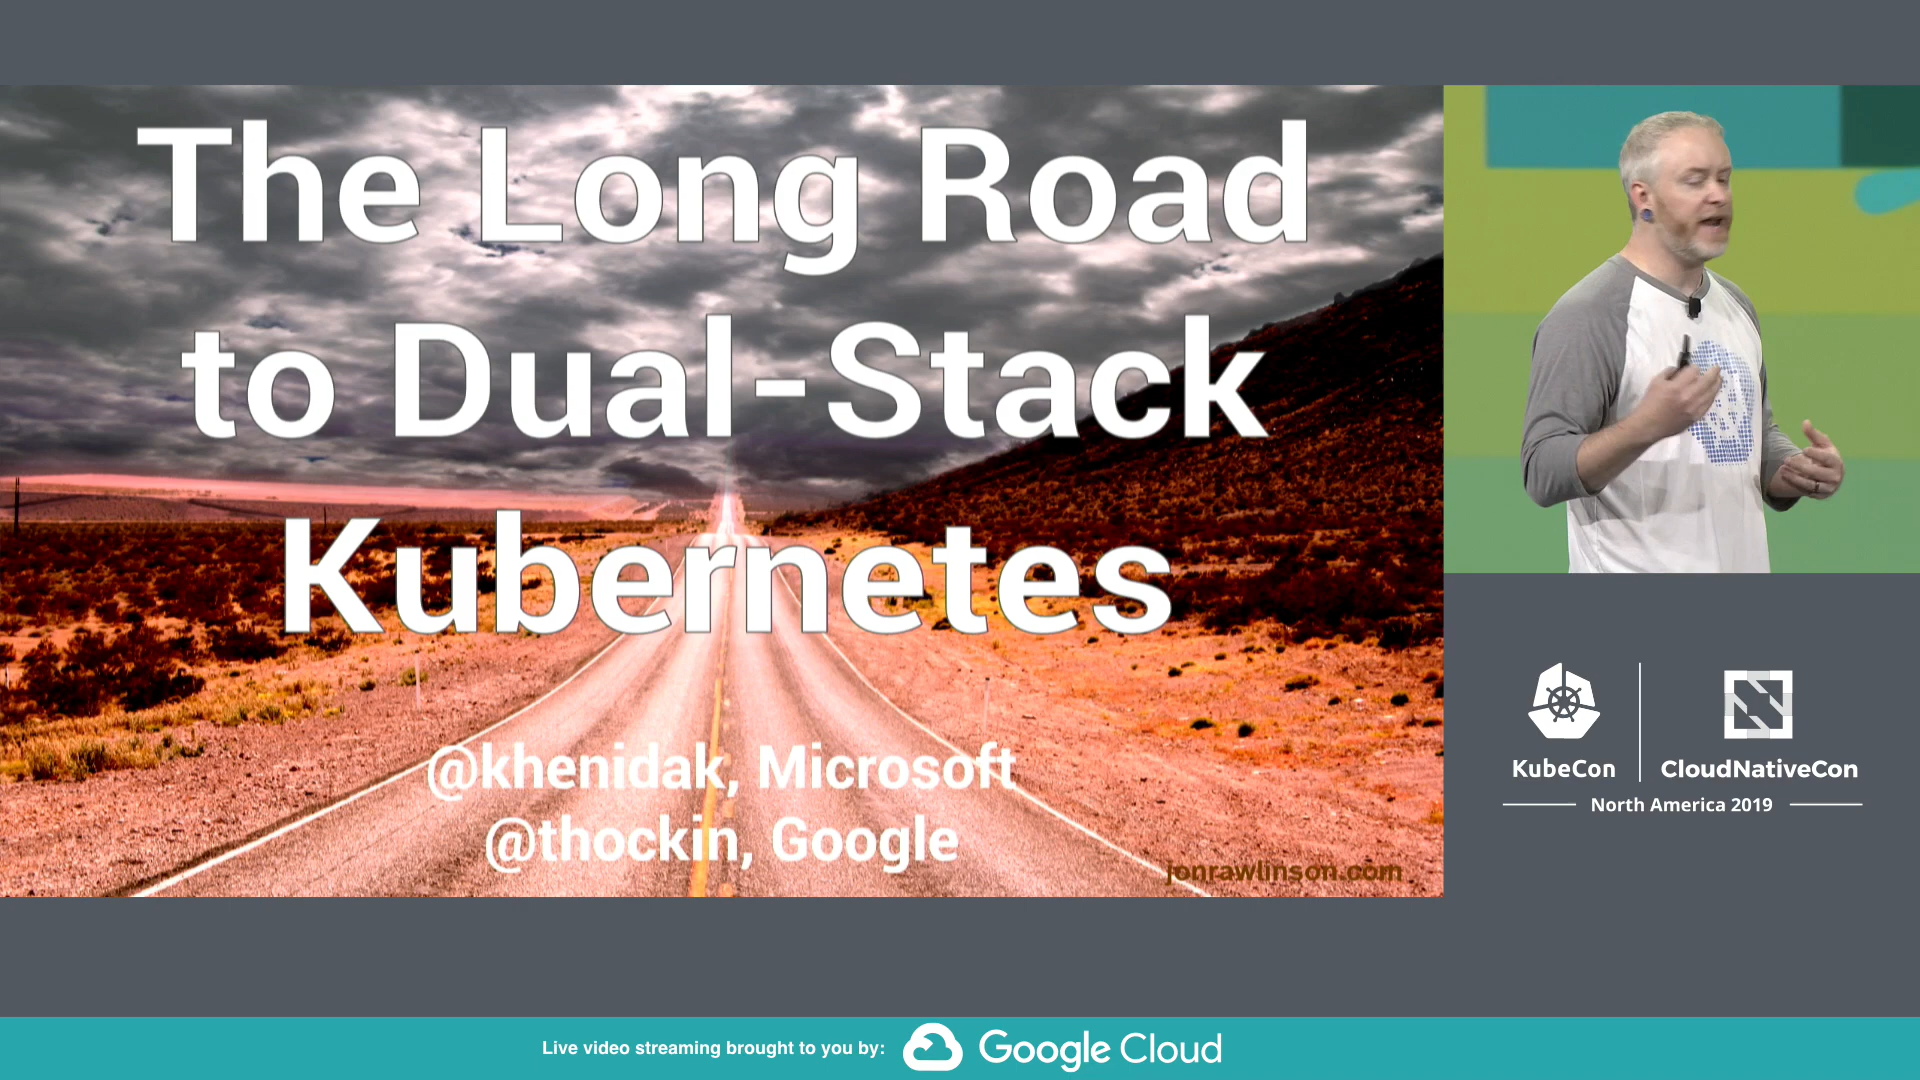 The Long Road
to Dual-Stack
Kubernetes
@khenidak, Microsoft
@thockin, Google
jonrawlinson.com
KubeCon
CloudNativeCon
North America 2019
Live video streaming brought to you by:
Google Cloud